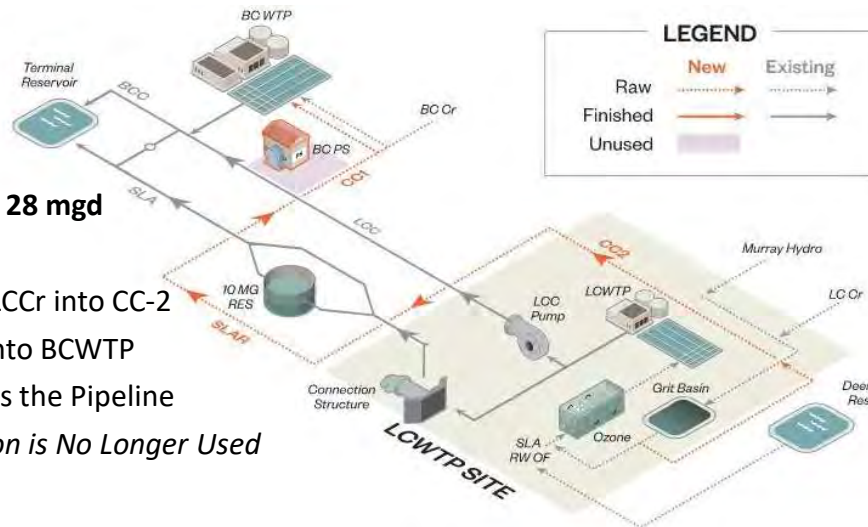 BC WTP
LEGEND
New
Existing
Raw
Finished
Unused
Terminal
Reservoir
BCC
BC Cr
BC PS
CC1
SLA
28 mgd
LCC
CC2
Murray Hydro
LCCr into CC-2
nto BCWTP
s the Pipeline
on is No Longer Used
10 MG
RES
SLAR
LCC
Pump
LCWTP
LC Cr
Connection
Structure
Grit Basin
Deer
Res
Ozone
SLA
RW OF
LCWTP SITE